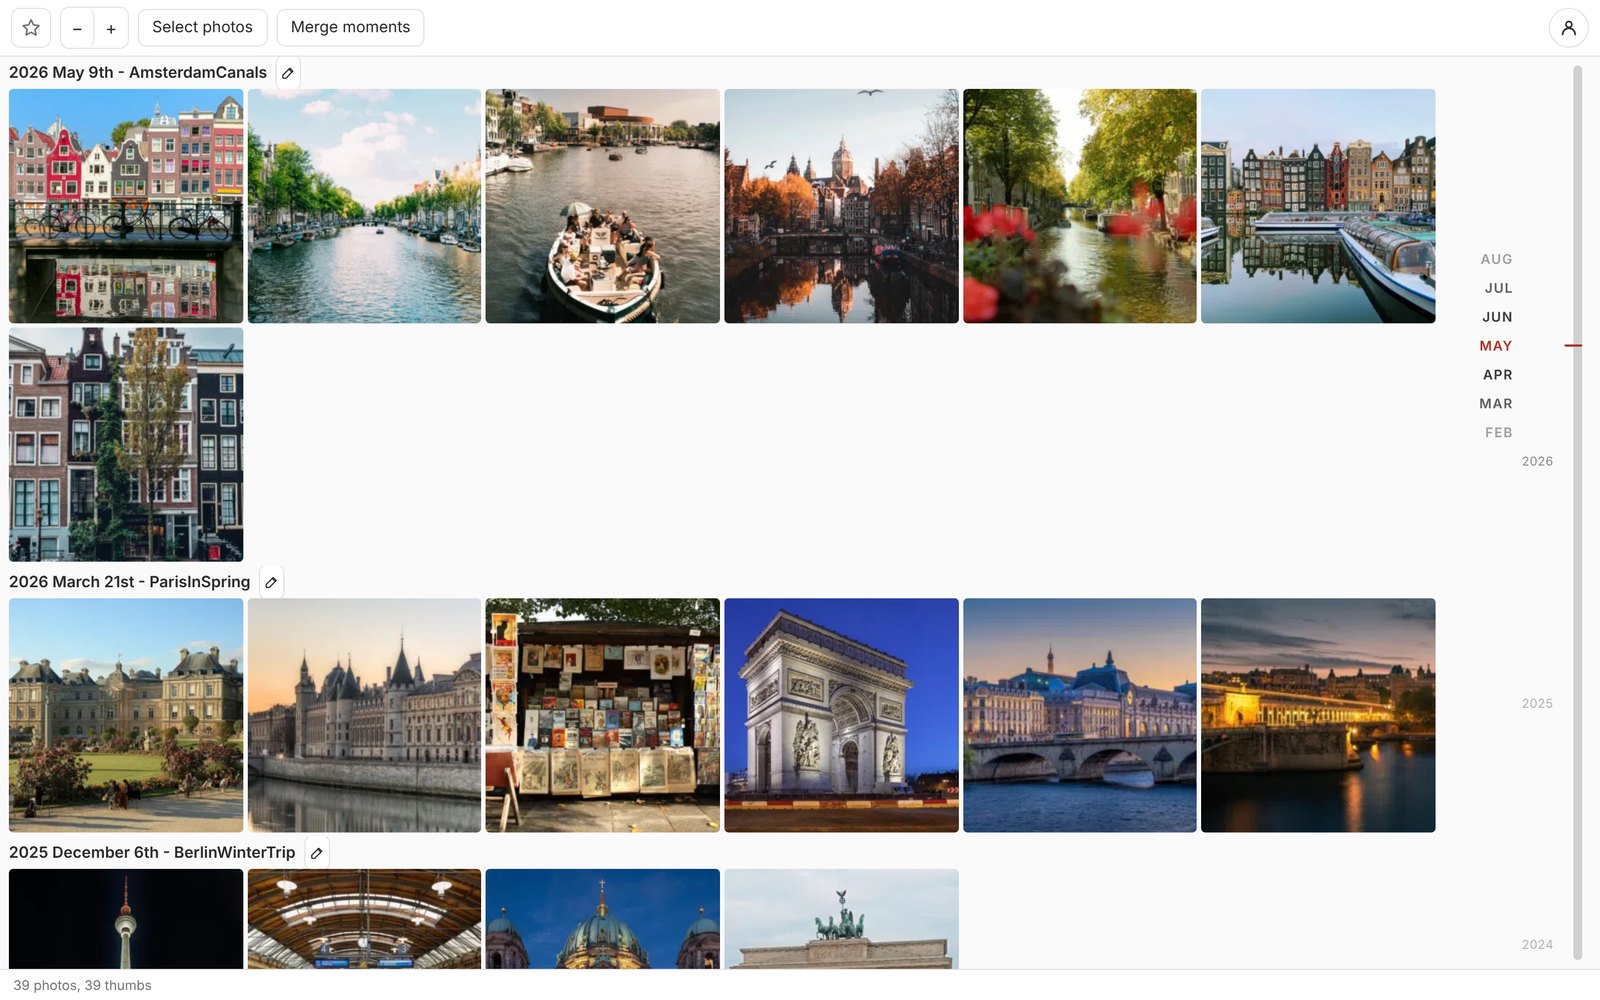 − + Select photos Merge moments
2026 May 9th - AmsterdamCanals
AUG
JUL
JUN
MAY
APR
MAR
FEB
2026
2026 March 21st - ParisInSpring
2025
2025 December 6th - BerlinWinterTrip
2024
39 photos, 39 thumbs